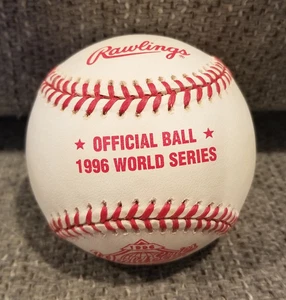 Rawlings
★ OFFICIAL BALL ★
1996 WORLD SERIES